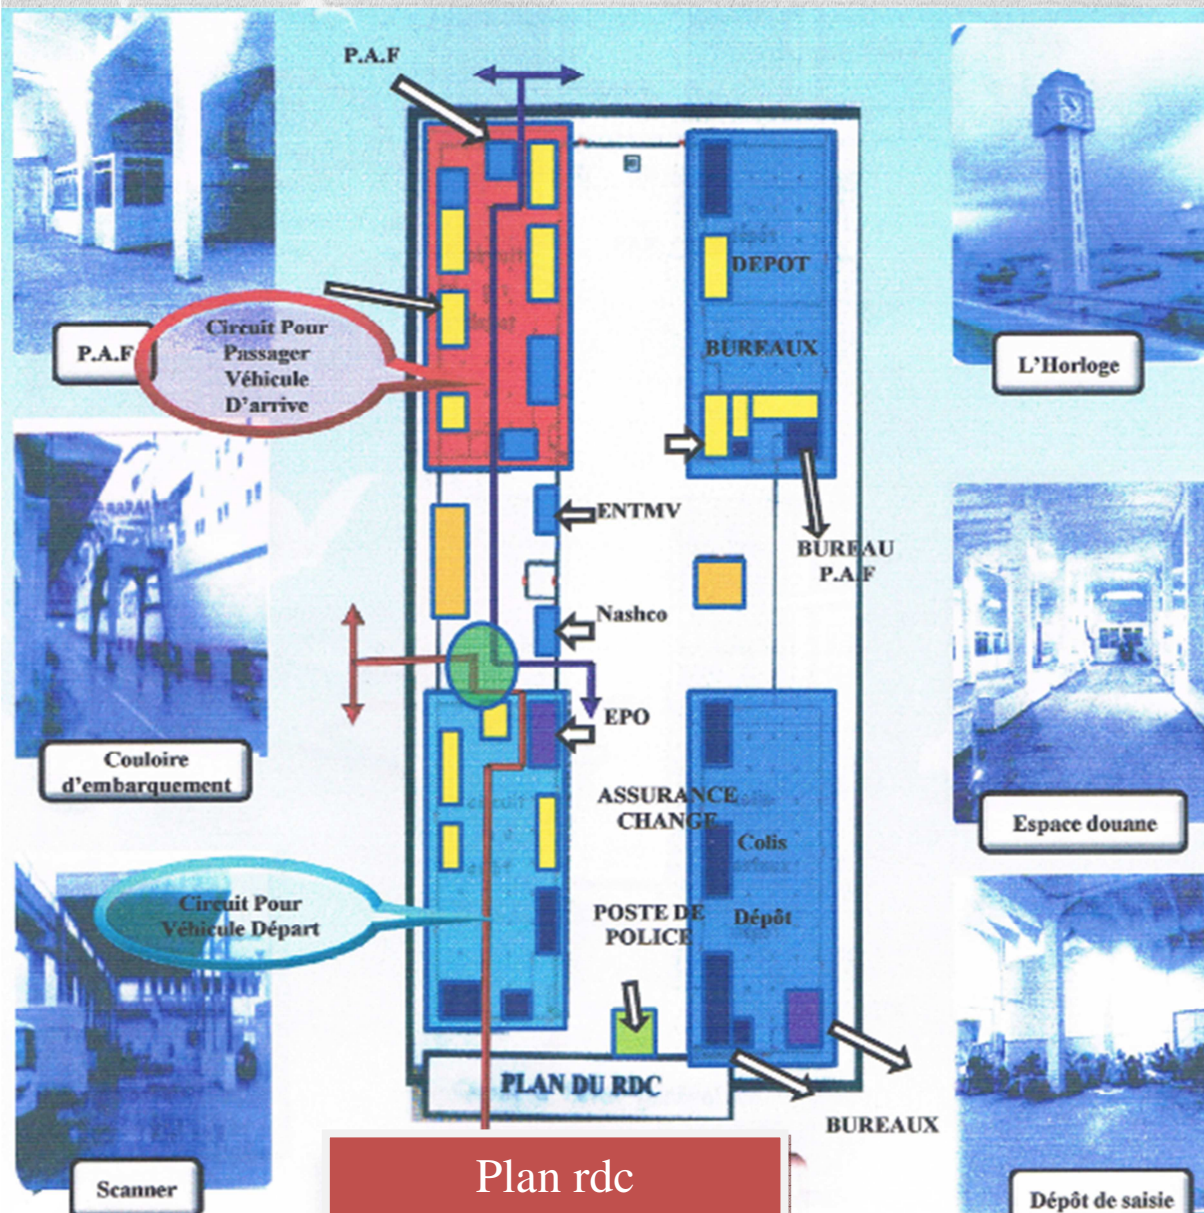 P.A.F
P.A.F
Circuit Pour
Passager
Véhicule
D'arrive
DEPOT
BUREAUX
L'Horloge
ENTMV
BUREAU
P.A.F
Nashco
EPO
Couloire
d'embarquement
ASSURANCE
CHANGE
Colis
Espace douane
Circuit Pour
Véhicule Départ
POSTE DE
POLICE
Dépôt
PLAN DU RDC
BUREAUX
Plan rdc
Scanner
Dépôt de saisie